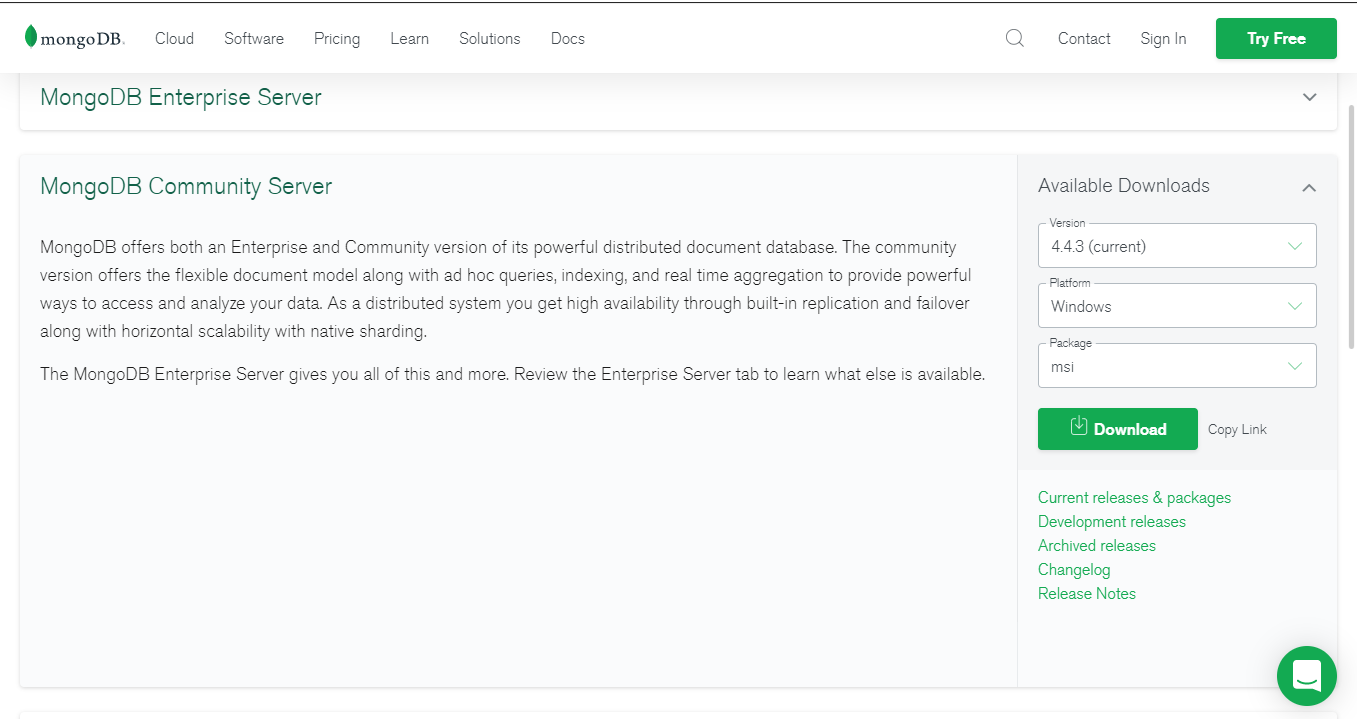 mongoDB.
Cloud
Software
Pricing
Learn
Solutions
Docs
Contact
Sign In
Try Free
MongoDB Enterprise Server
MongoDB Community Server
MongoDB offers both an Enterprise and Community version of its powerful distributed document database. The community
version offers the flexible document model along with ad hoc queries, indexing, and real time aggregation to provide powerful
ways to access and analyze your data. As a distributed system you get high availability through built-in replication and failover
along with horizontal scalability with native sharding.
The MongoDB Enterprise Server gives you all of this and more. Review the Enterprise Server tab to learn what else is available.
Available Downloads
Version
4.4.3 (current)
Platform
Windows
Package
msi
Download
Copy Link
Current releases & packages
Development releases
Archived releases
Changelog
Release Notes